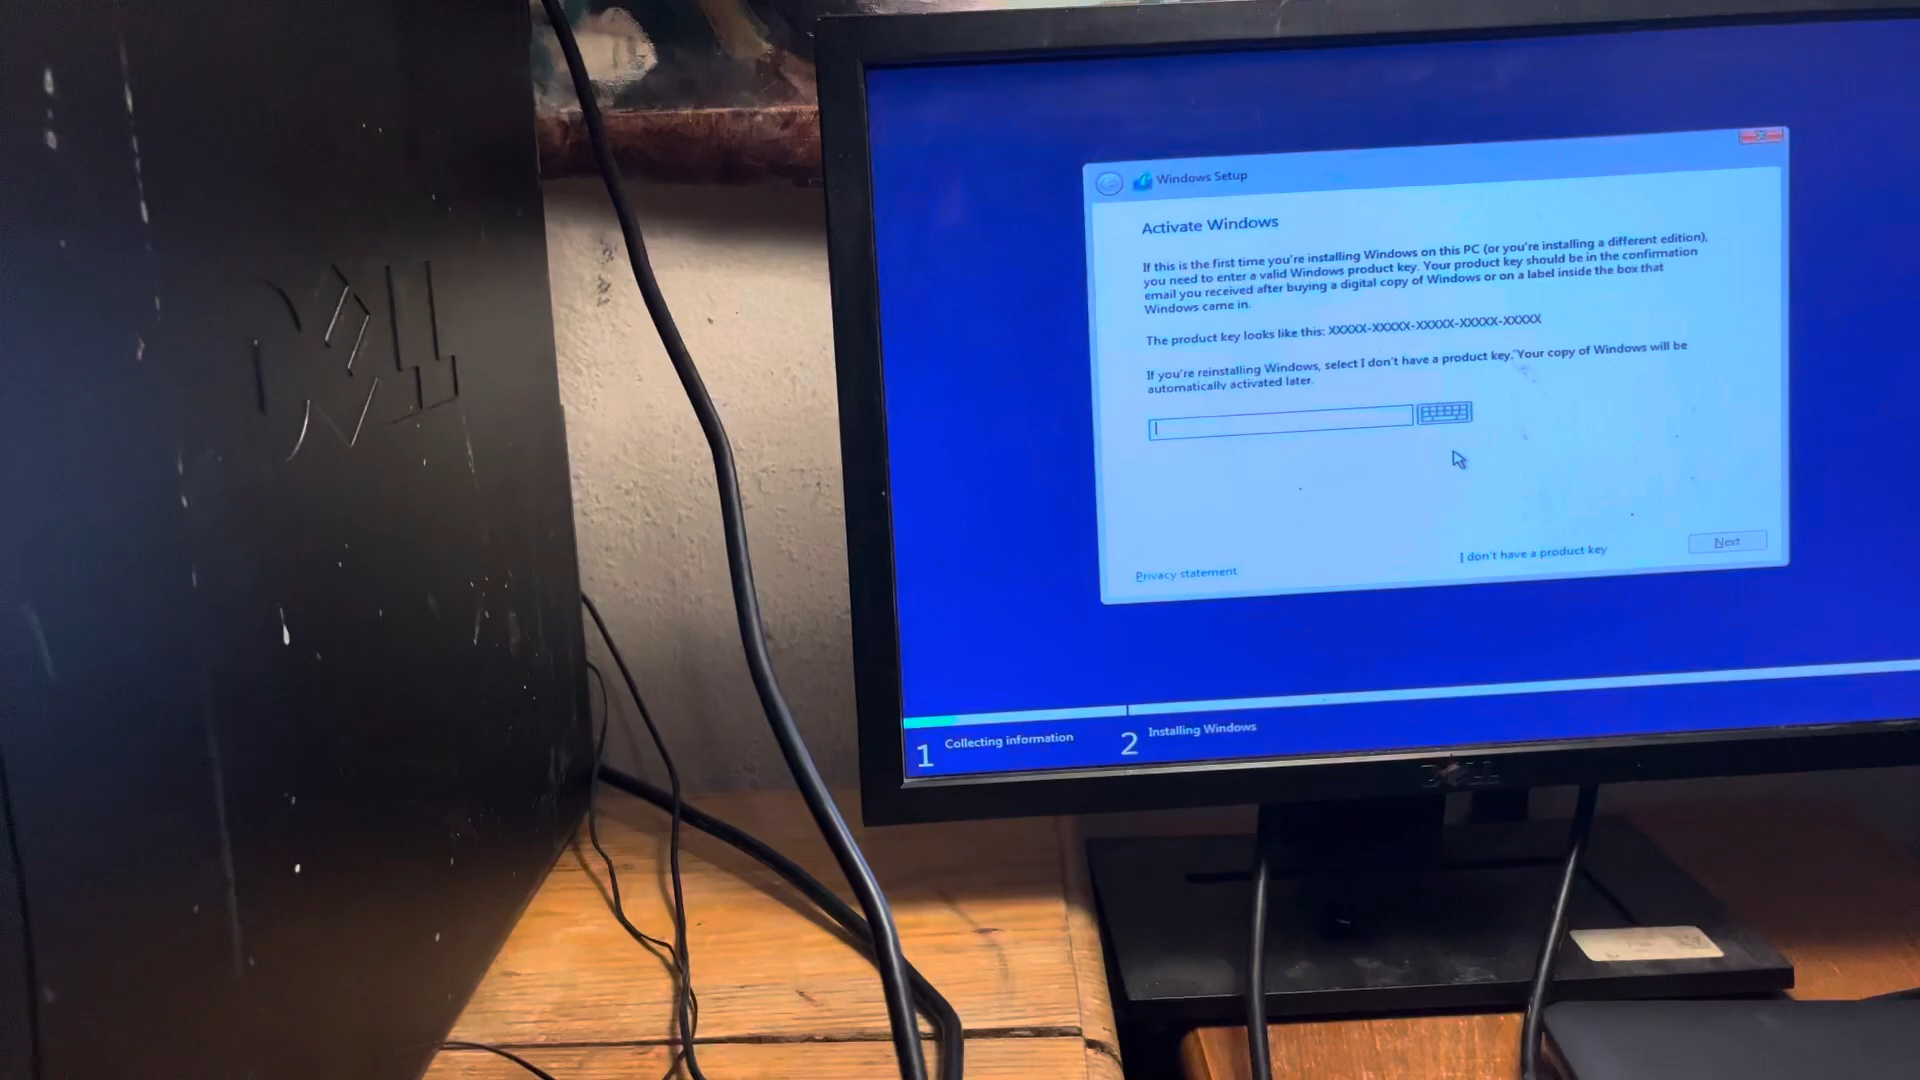 Windows Setup
Activate Windows
If this is the first time you're installing Windows on this PC (or you're installing a different edition),
you need to enter a valid Windows product key. Your product key should be in the confirmation
email you received after buying a digital copy of Windows or on a label inside the box that
Windows came in.
The product key looks like this: XXXXX-XXXXX-XXXXX-XXXXX-XXXXX
If you're reinstalling Windows, select I don't have a product key. Your copy of Windows will be
automatically activated later.
I don't have a product key
Next
Privacy statement
1 Collecting information
2 Installing Windows
DELL